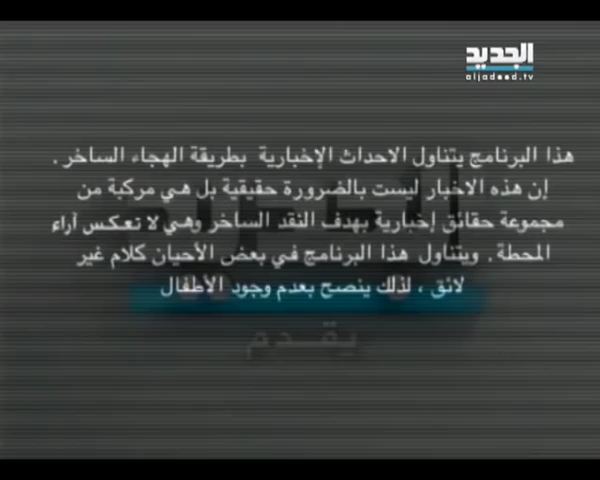 الجديد
aljadeed.tv
هذا البرنامج يتناول الاحداث الإخبارية بطريقة الهجاء الساخر .
إن هذه الاخبار ليست بالضرورة حقيقية بل هي مركبة من
مجموعة حقائق إخبارية بهدف النقد الساخر وهي لا تعكس آراء
المحطة . ويتناول هذا البرنامج في بعض الأحيان كلام غير
لائق ، لذلك ينصح بعدم وجود الأطفال
يقدم